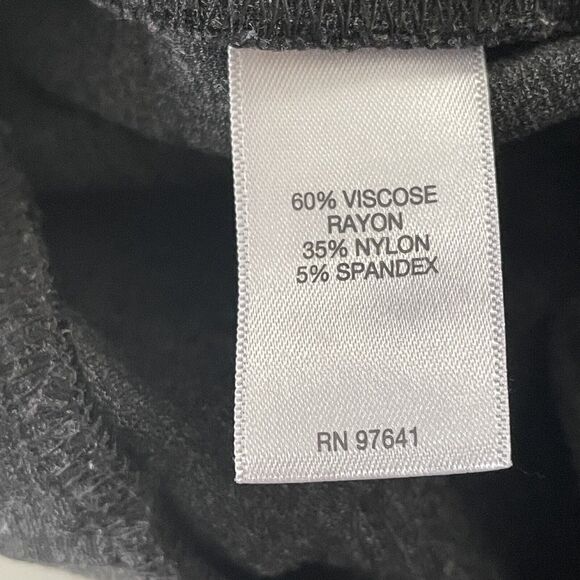 60% VISCOSE
RAYON
35% NYLON
5% SPANDEX
RN 97641